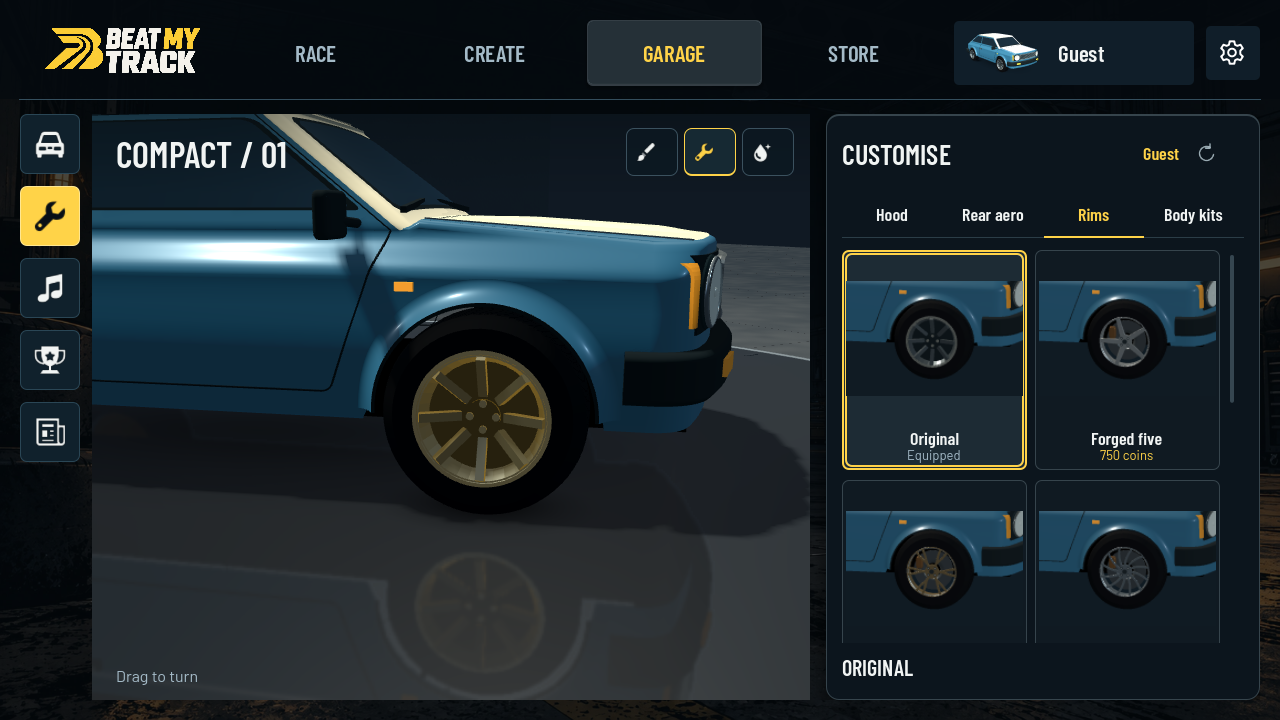 BEAT MY
TRACK
RACE
CREATE
GARAGE
STORE
Guest
COMPACT / 01
Drag to turn
CUSTOMISE
Guest
Hood
Rear aero
Rims
Body kits
Original
Equipped
Forged five
750 coins
ORIGINAL